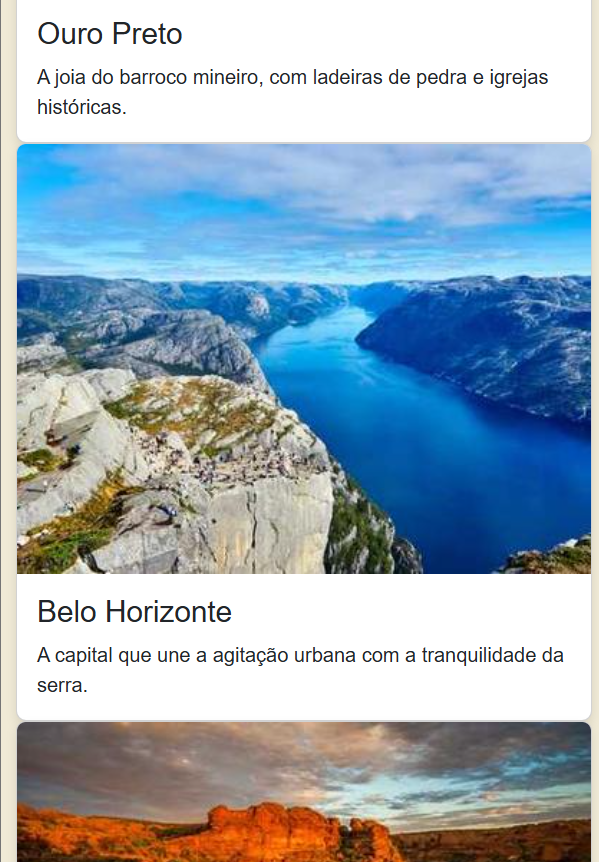 Ouro Preto
A joia do barroco mineiro, com ladeiras de pedra e igrejas
históricas.
Belo Horizonte
A capital que une a agitação urbana com a tranquilidade da
serra.